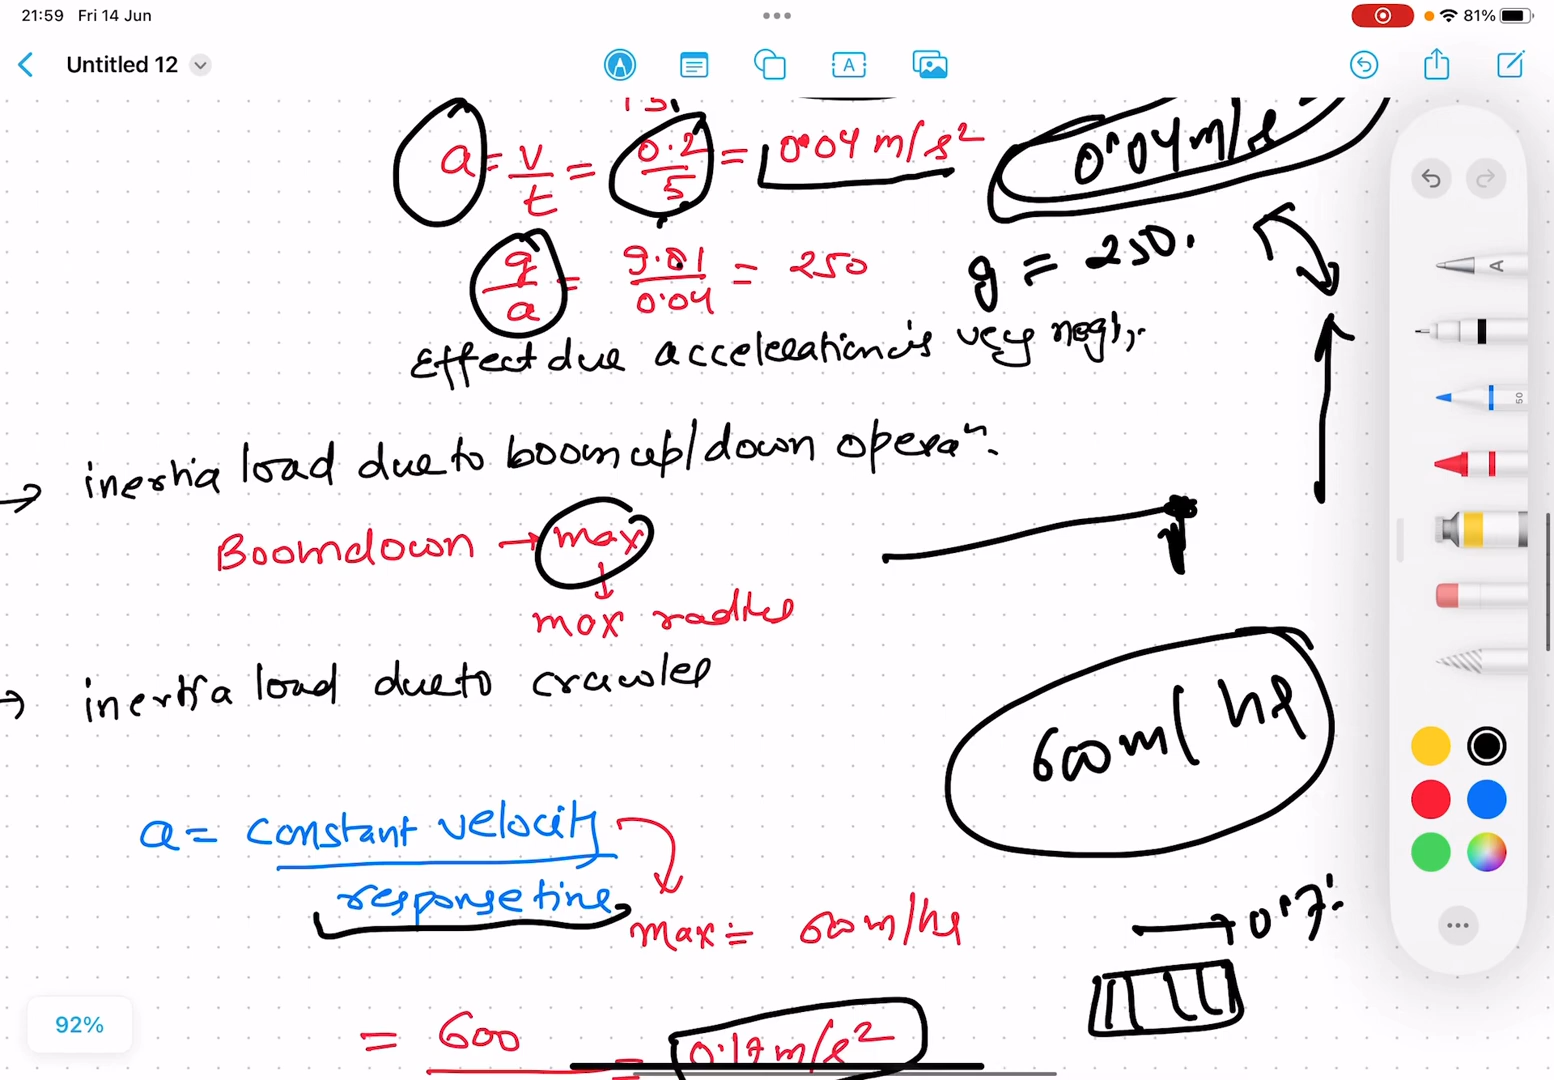 21:59 Fri 14 Jun
81%
Untitled 12
a = v/t = 0.2/5 = 0.04 m/s²
0.04 m/s
g/a = 9.81/0.04 = 250
g = 250.
Effect due acceleration is very negl,.
→ inertia load due to boom up/down operaⁿ.
Boomdown → max
↓
max radius
→ inertia load due to crawler
600m/hr
a = constant velocity
response time
max = 600m/hr
0.7
= 600 = 0.17 m/s²
92%
A
50